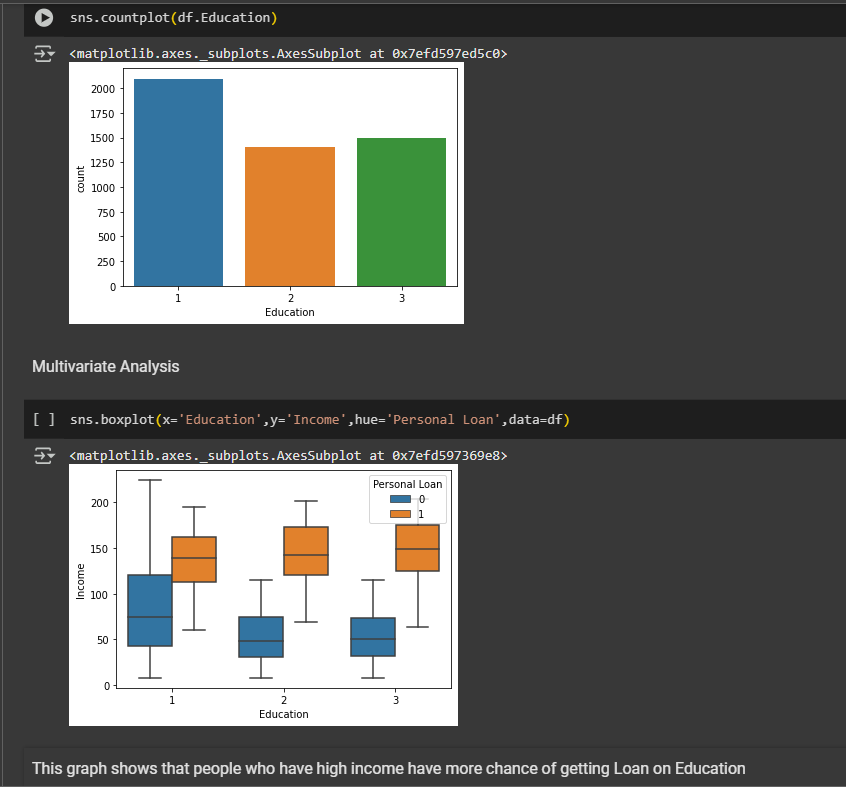 sns.countplot(df.Education)
<matplotlib.axes._subplots.AxesSubplot at 0x7efd597ed5c0>
2000
1750
1500
1250
1000
750
500
250
0
count
1 2 3
Education
Multivariate Analysis
[ ] sns.boxplot(x='Education',y='Income',hue='Personal Loan',data=df)
<matplotlib.axes._subplots.AxesSubplot at 0x7efd597369e8>
Personal Loan
0
1
200
150
100
50
0
Income
1 2 3
Education
This graph shows that people who have high income have more chance of getting Loan on Education